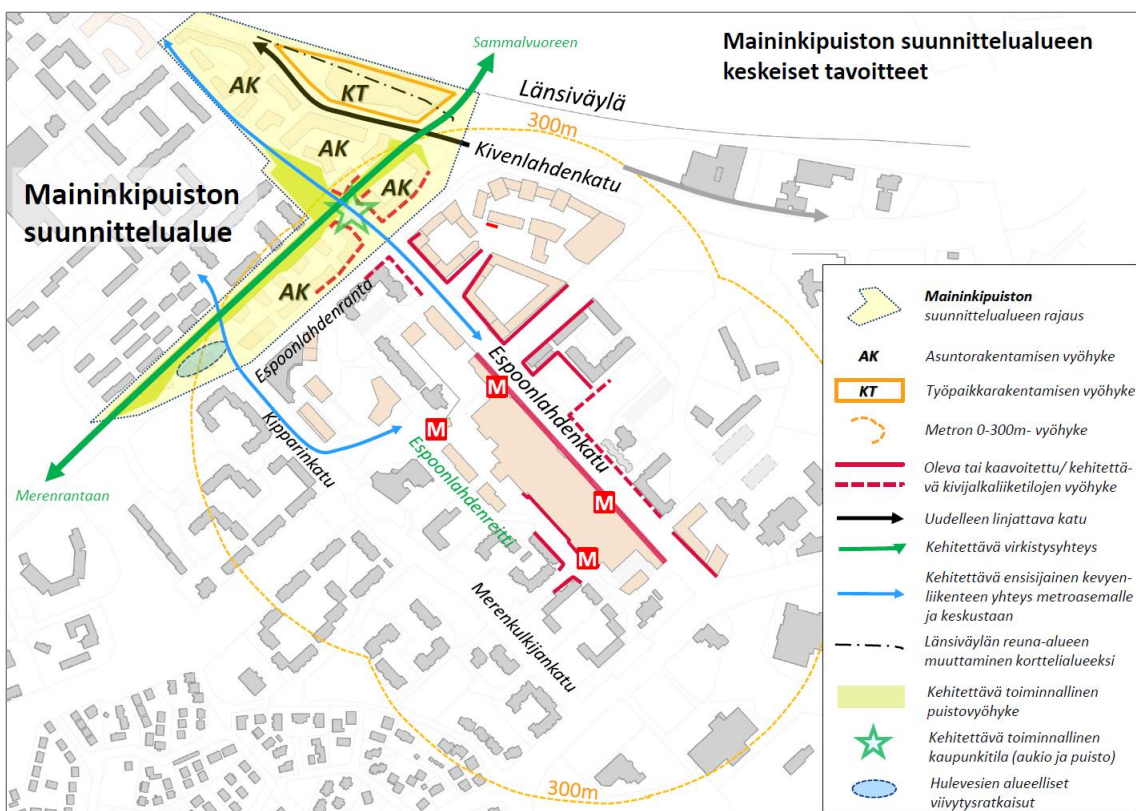 Maininkipuiston suunnittelualueen
keskeiset tavoitteet
Sammalvuoreen
Länsiväylä
300m
Kivenlahdenkatu
AK
KT
AK
AK
Maininkipuiston
suunnittelualue
AK
Espoonlahdenranta
Kipparinkatu
Espoonlahdenkatu
M
M
M
M
Espoonlahdenreitti
Merenrantaan
Merenkulkijankatu
300m
Maininkipuiston
suunnittelualueen rajaus
AK
Asuntorakentamisen vyöhyke
KT
Työpaikkarakentamisen vyöhyke
Metron 0-300m- vyöhyke
Oleva tai kaavoitettu/ kehitettä-
vä kivijalkaliiketilojen vyöhyke
Uudelleen linjattava katu
Kehitettävä virkistysyhteys
Kehitettävä ensisijainen kevyen-
liikenteen yhteys metroasemalle
ja keskustaan
Länsiväylän reuna-alueen
muuttaminen korttelialueeksi
Kehitettävä toiminnallinen
puistovyöhyke
Kehitettävä toiminnallinen
kaupunkitila (aukio ja puisto)
Hulevesien alueelliset
viivytysratkaisut